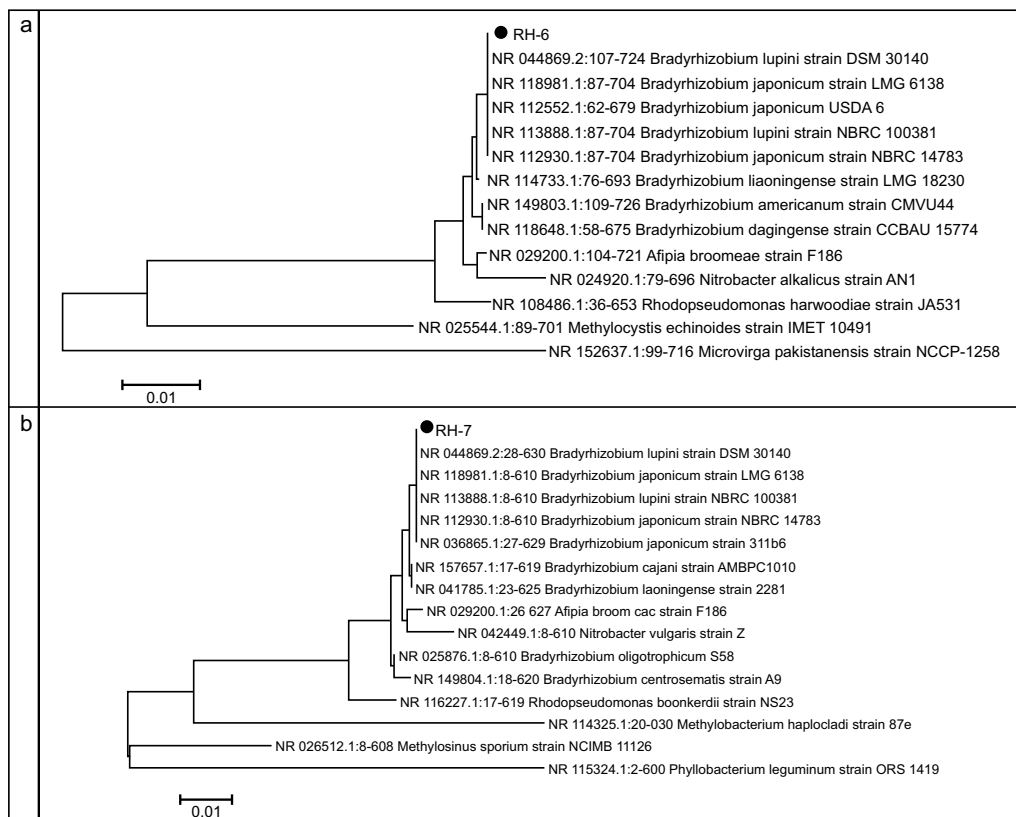 a
RH-6
NR 044869.2:107-724 Bradyrhizobium lupini strain DSM 30140
NR 118981.1:87-704 Bradyrhizobium japonicum strain LMG 6138
NR 112552.1:62-679 Bradyrhizobium japonicum USDA 6
NR 113888.1:87-704 Bradyrhizobium lupini strain NBRC 100381
NR 112930.1:87-704 Bradyrhizobium japonicum strain NBRC 14783
NR 114733.1:76-693 Bradyrhizobium liaoningense strain LMG 18230
NR 149803.1:109-726 Bradyrhizobium americanum strain CMVU44
NR 118648.1:58-675 Bradyrhizobium dagingense strain CCBAU 15774
NR 029200.1:104-721 Afipia broomeae strain F186
NR 024920.1:79-696 Nitrobacter alkalicus strain AN1
NR 108486.1:36-653 Rhodopseudomonas harwoodiae strain JA531
NR 025544.1:89-701 Methylocystis echinoides strain IMET 10491
NR 152637.1:99-716 Microvirga pakistanensis strain NCCP-1258
0.01
b
RH-7
NR 044869.2:28-630 Bradyrhizobium lupini strain DSM 30140
NR 118981.1:8-610 Bradyrhizobium japonicum strain LMG 6138
NR 113888.1:8-610 Bradyrhizobium lupini strain NBRC 100381
NR 112930.1:8-610 Bradyrhizobium japonicum strain NBRC 14783
NR 036865.1:27-629 Bradyrhizobium japonicum strain 311b6
NR 157657.1:17-619 Bradyrhizobium cajani strain AMBPC1010
NR 041785.1:23-625 Bradyrhizobium laoningense strain 2281
NR 029200.1:26 627 Afipia broom cac strain F186
NR 042449.1:8-610 Nitrobacter vulgaris strain Z
NR 025876.1:8-610 Bradyrhizobium oligotrophicum S58
NR 149804.1:18-620 Bradyrhizobium centrosematis strain A9
NR 116227.1:17-619 Rhodopseudomonas boonkerdii strain NS23
NR 114325.1:20-030 Methylobacterium haplocladi strain 87e
NR 026512.1:8-608 Methylosinus sporium strain NCIMB 11126
NR 115324.1:2-600 Phyllobacterium leguminum strain ORS 1419
0.01